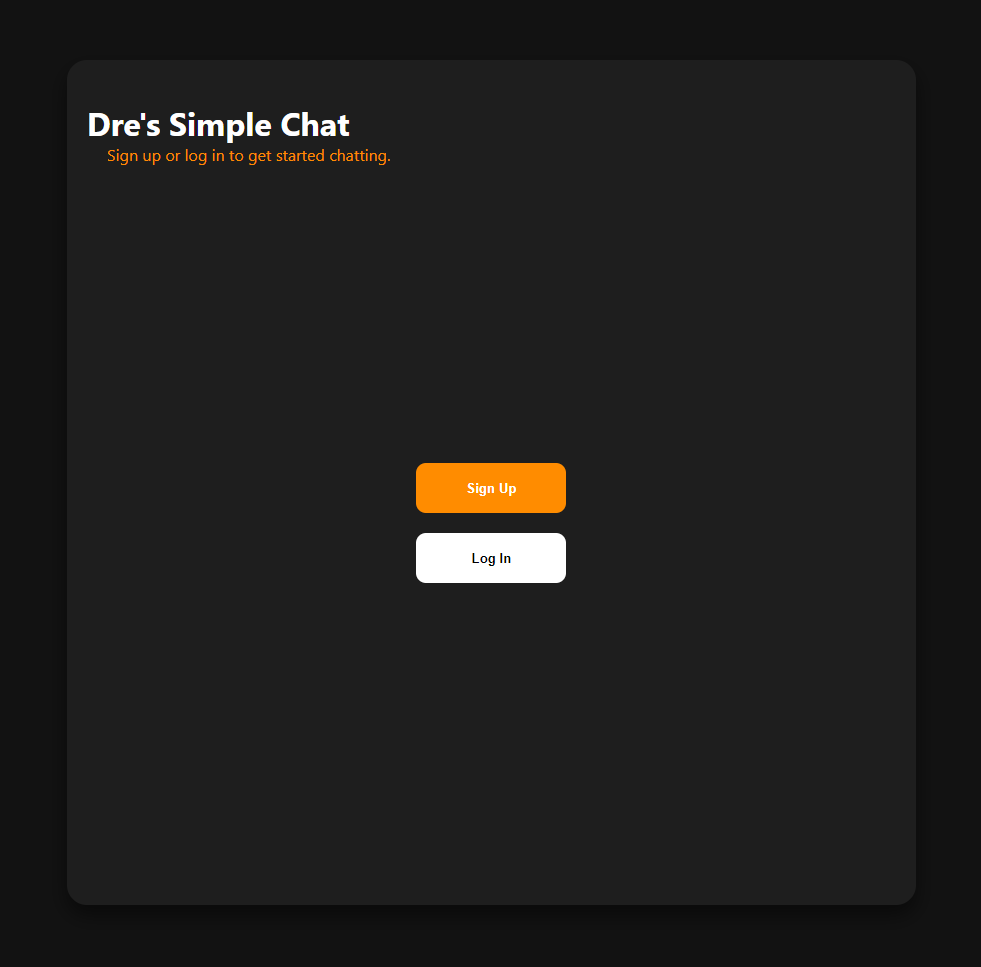 Dre's Simple Chat
Sign up or log in to get started chatting.
Sign Up
Log In